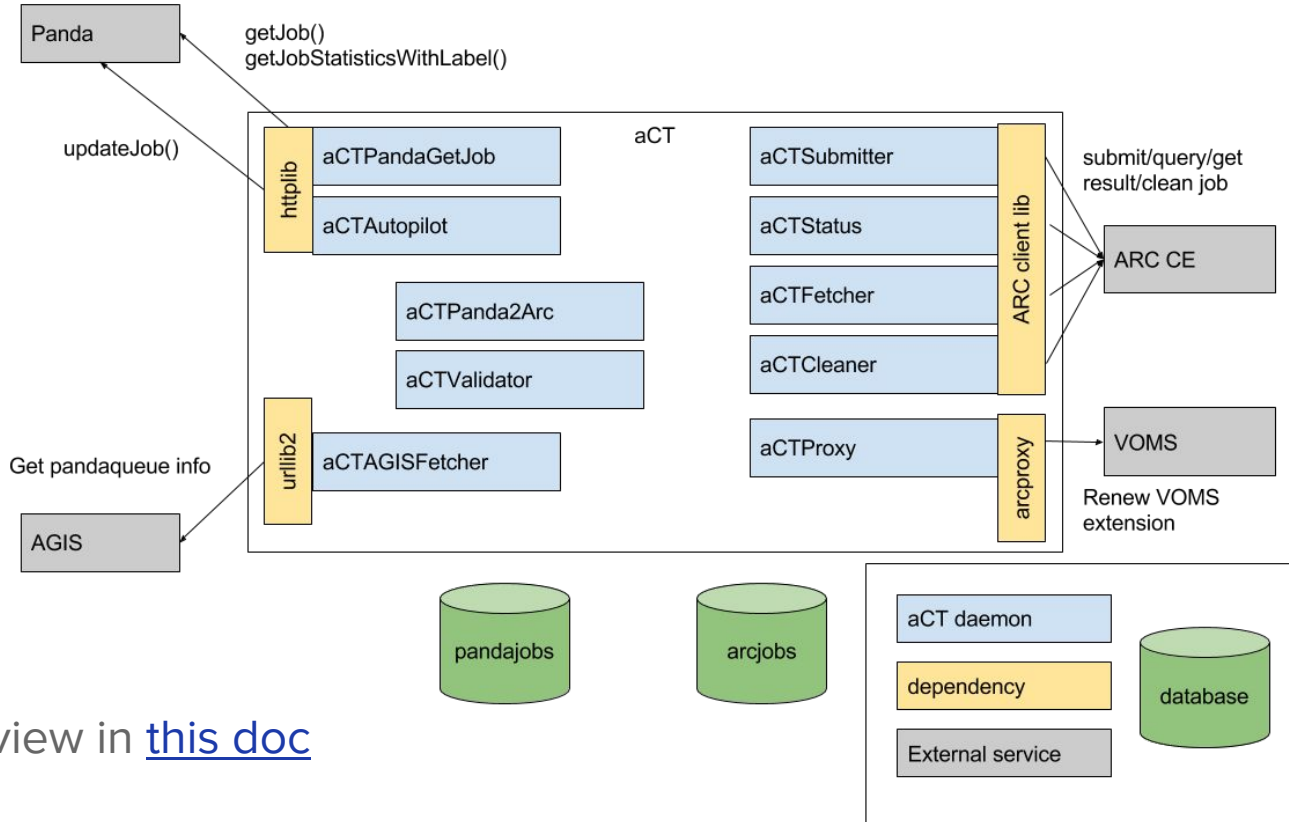 Panda
getJob()
getJobStatisticsWithLabel()
updateJob()
aCT
httplib
aCTPandaGetJob
aCTAutopilot
aCTPanda2Arc
aCTValidator
urllib2
aCTAGISFetcher
Get pandaqueue info
AGIS
aCTSubmitter
aCTStatus
aCTFetcher
aCTCleaner
ARC client lib
submit/query/get
result/clean job
ARC CE
aCTProxy
arcproxy
VOMS
Renew VOMS
extension
pandajobs
arcjobs
aCT daemon
dependency
External service
database
view in this doc